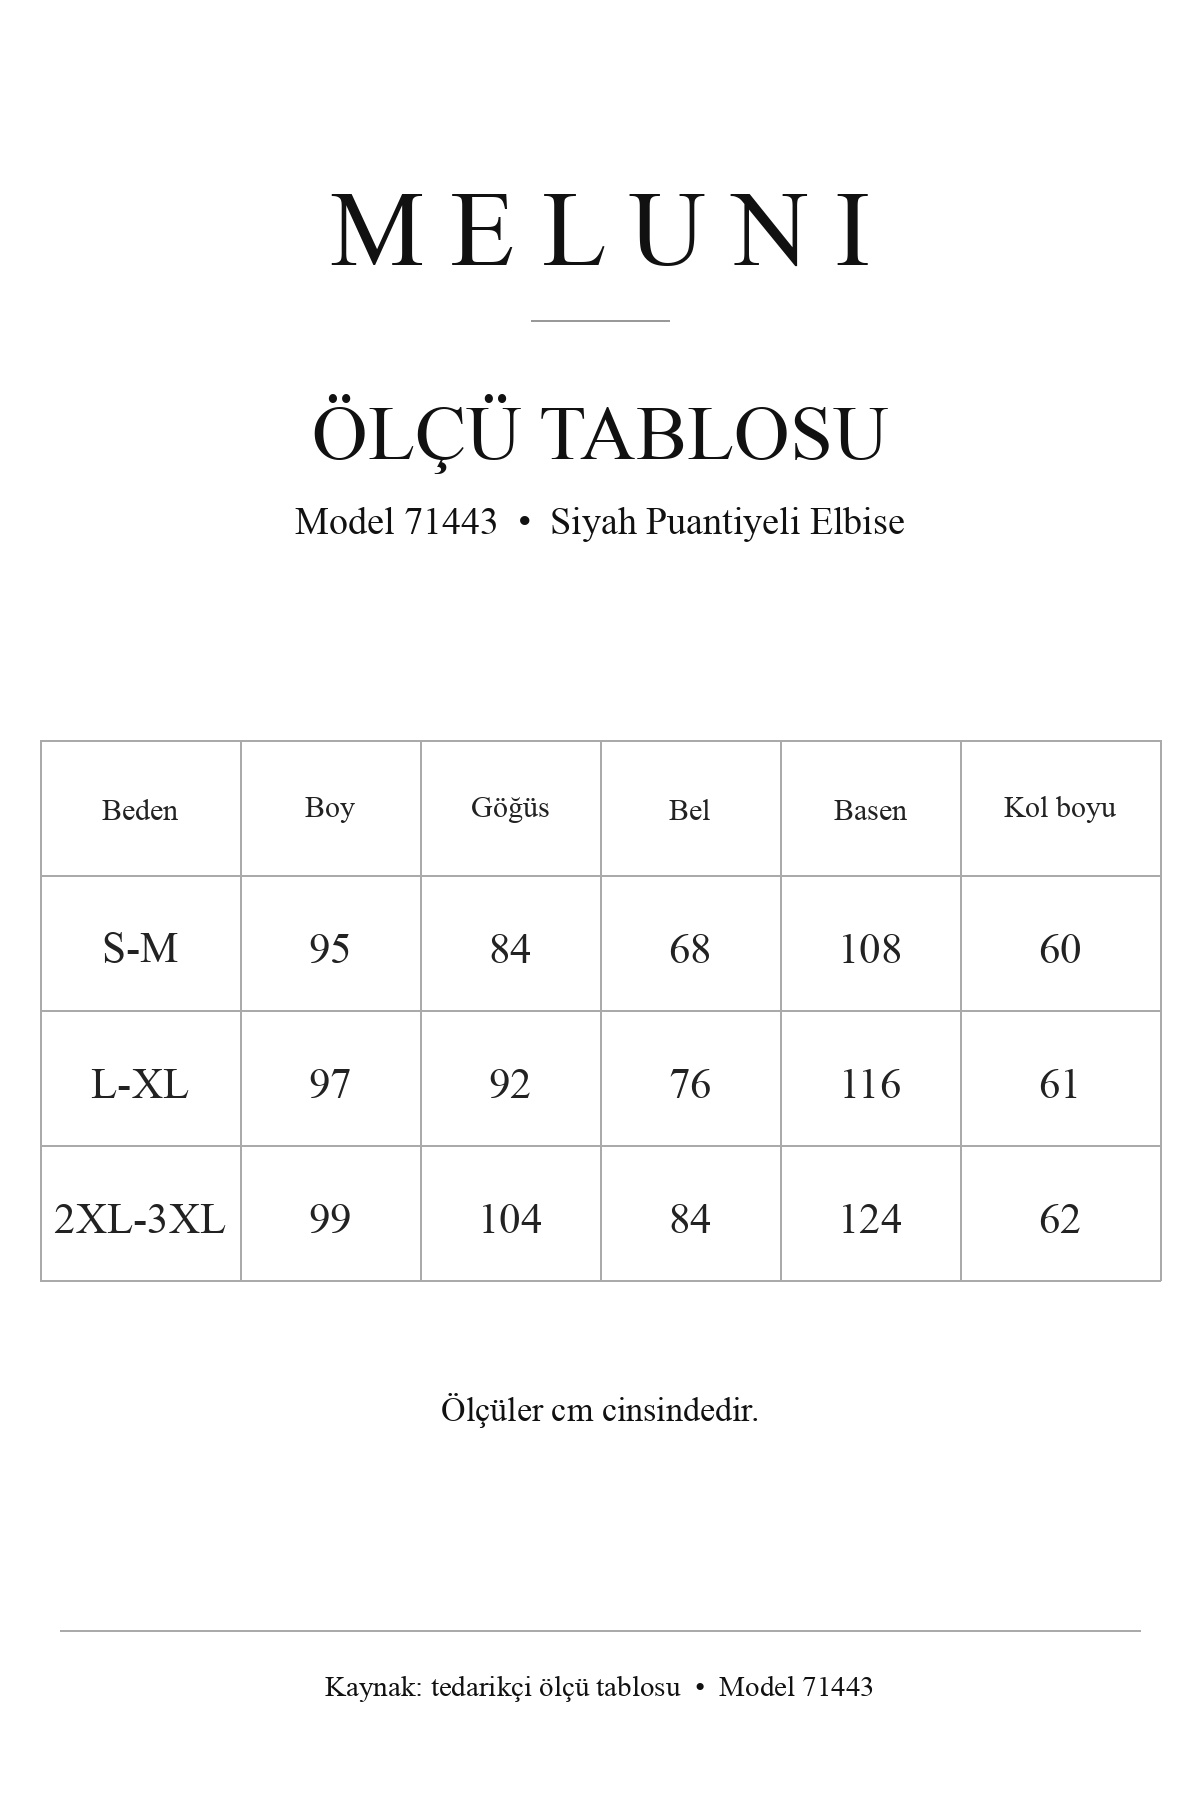 MELUNI
ÖLÇÜ TABLOSU
Model 71443 • Siyah Puantiyeli Elbise
Beden Boy Göğüs Bel Basen Kol boyu
S-M 95 84 68 108 60
L-XL 97 92 76 116 61
2XL-3XL 99 104 84 124 62
Ölçüler cm cinsindedir.
Kaynak: tedarikçi ölçü tablosu • Model 71443